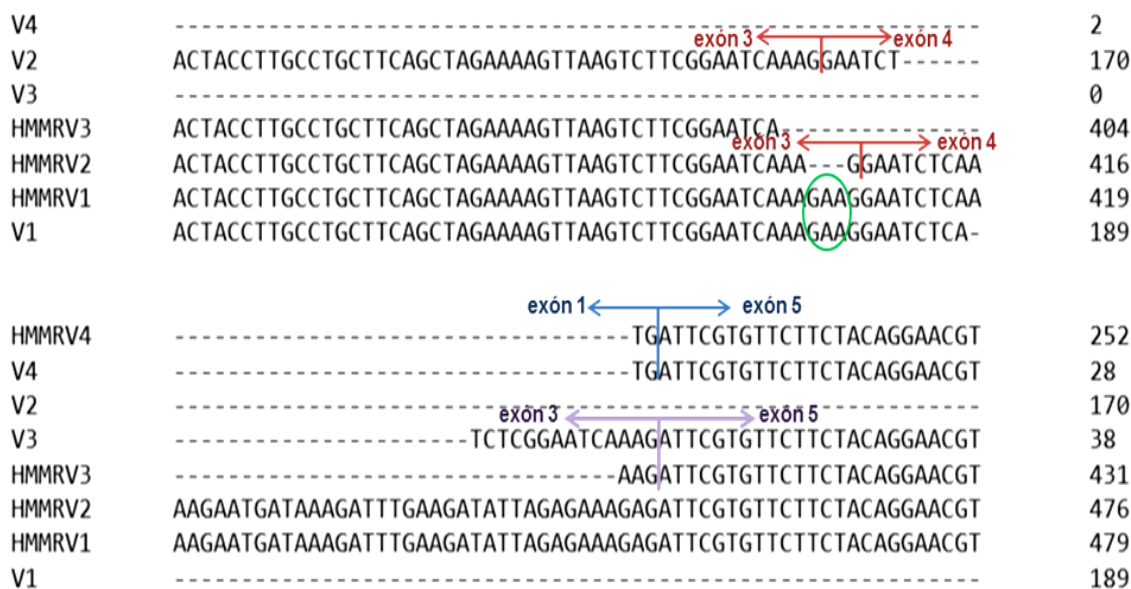 V4 ------------------------------------------------------------ 2
exón 3 exón 4
V2 ACTACCTTGCCTGCTTCAGCTAGAAAAGTTAAGTCTTCGGAATCAAAGGAATCT------ 170
V3 ------------------------------------------------------------ 0
HMMRV3 ACTACCTTGCCTGCTTCAGCTAGAAAAGTTAAGTCTTCGGAATCA--------------- 404
exón 3 exón 4
HMMRV2 ACTACCTTGCCTGCTTCAGCTAGAAAAGTTAAGTCTTCGGAATCAAA---GGAATCTCAA 416
HMMRV1 ACTACCTTGCCTGCTTCAGCTAGAAAAGTTAAGTCTTCGGAATCAAAGAAGGAATCTCAA 419
V1 ACTACCTTGCCTGCTTCAGCTAGAAAAGTTAAGTCTTCGGAATCAAAGAAGGAATCTCA- 189
exón 1 exón 5
HMMRV4 ----------------------------------TGATTCGTGTTCTTCTACAGGAACGT 252
V4 ----------------------------------TGATTCGTGTTCTTCTACAGGAACGT 28
V2 ------------------------------------------------------------ 170
exón 3 exón 5
V3 ----------------------TCTCGGAATCAAAGATTCGTGTTCTTCTACAGGAACGT 38
HMMRV3 ---------------------------------AAGATTCGTGTTCTTCTACAGGAACGT 431
HMMRV2 AAGAATGATAAAGATTTGAAGATATTAGAGAAAGAGATTCGTGTTCTTCTACAGGAACGT 476
HMMRV1 AAGAATGATAAAGATTTGAAGATATTAGAGAAAGAGATTCGTGTTCTTCTACAGGAACGT 479
V1 ------------------------------------------------------------ 189